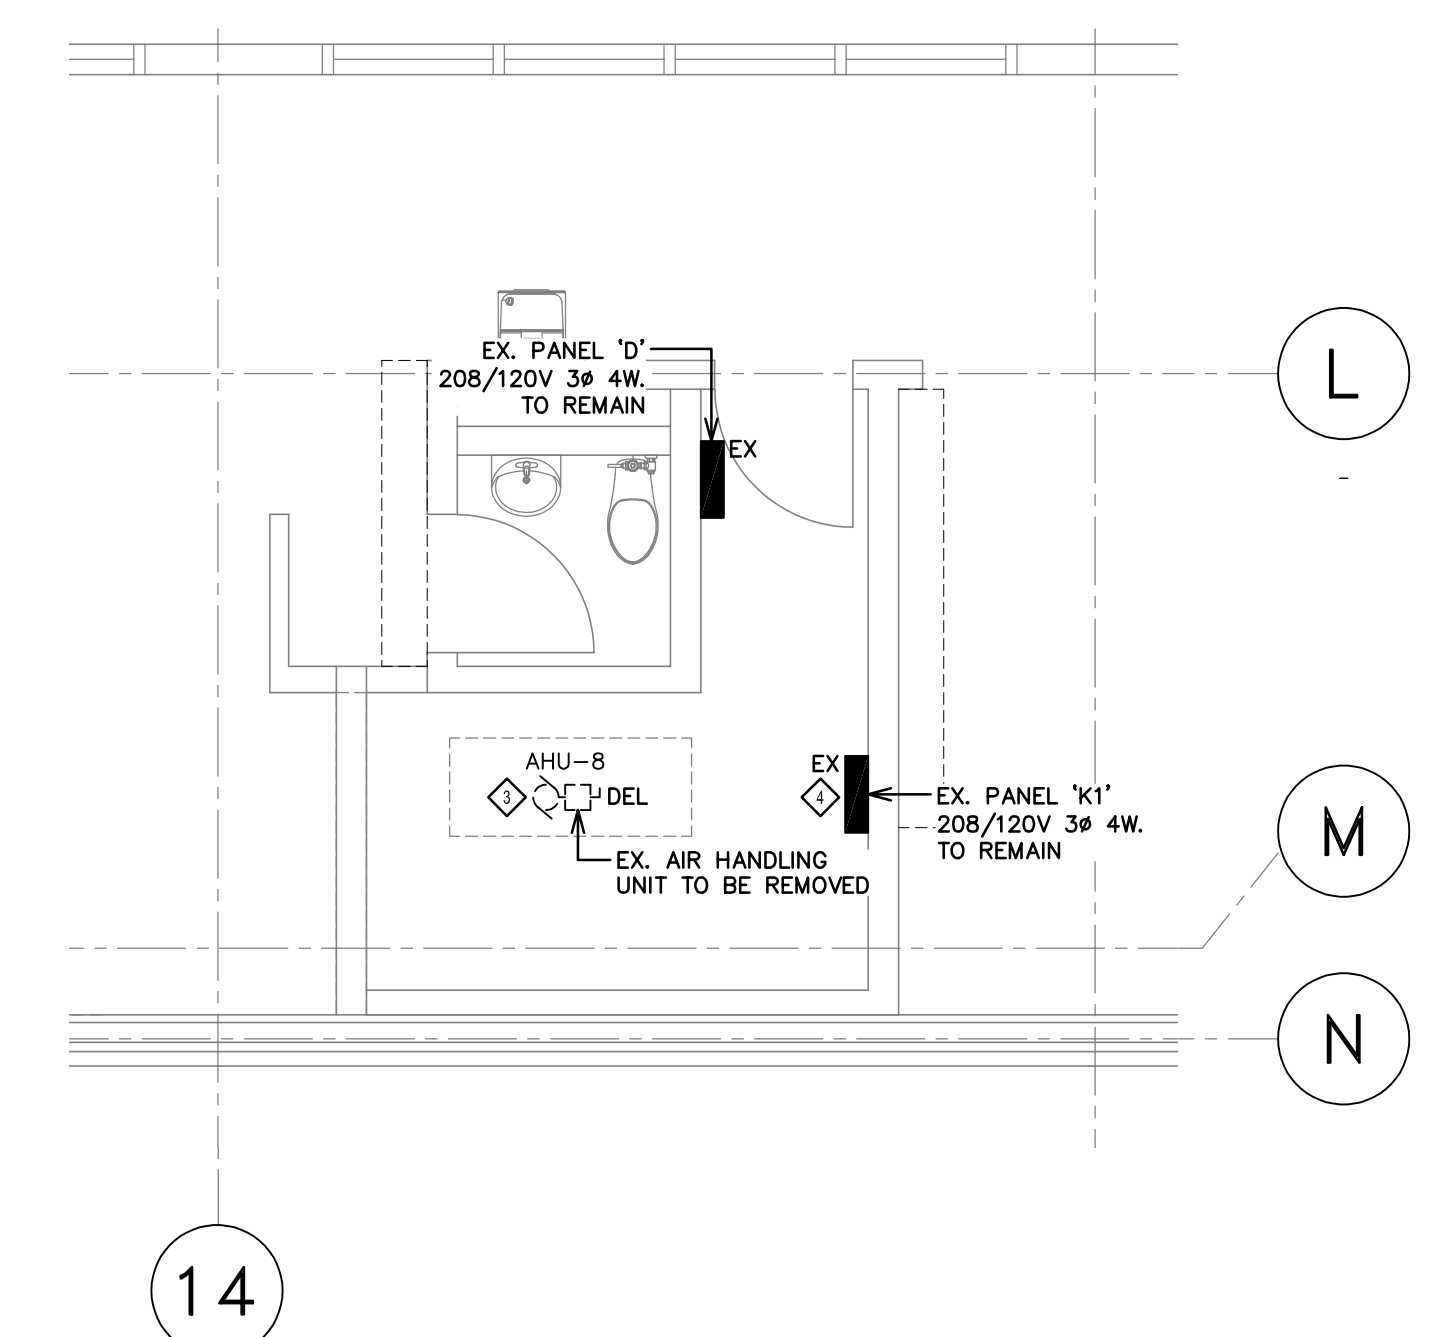 L
EX. PANEL 'D'
208/120V 3ø 4W.
TO REMAIN
EX
-
AHU-8
3
DEL
EX
4
EX. PANEL 'K1'
208/120V 3ø 4W.
TO REMAIN
M
EX. AIR HANDLING
UNIT TO BE REMOVED
N
14